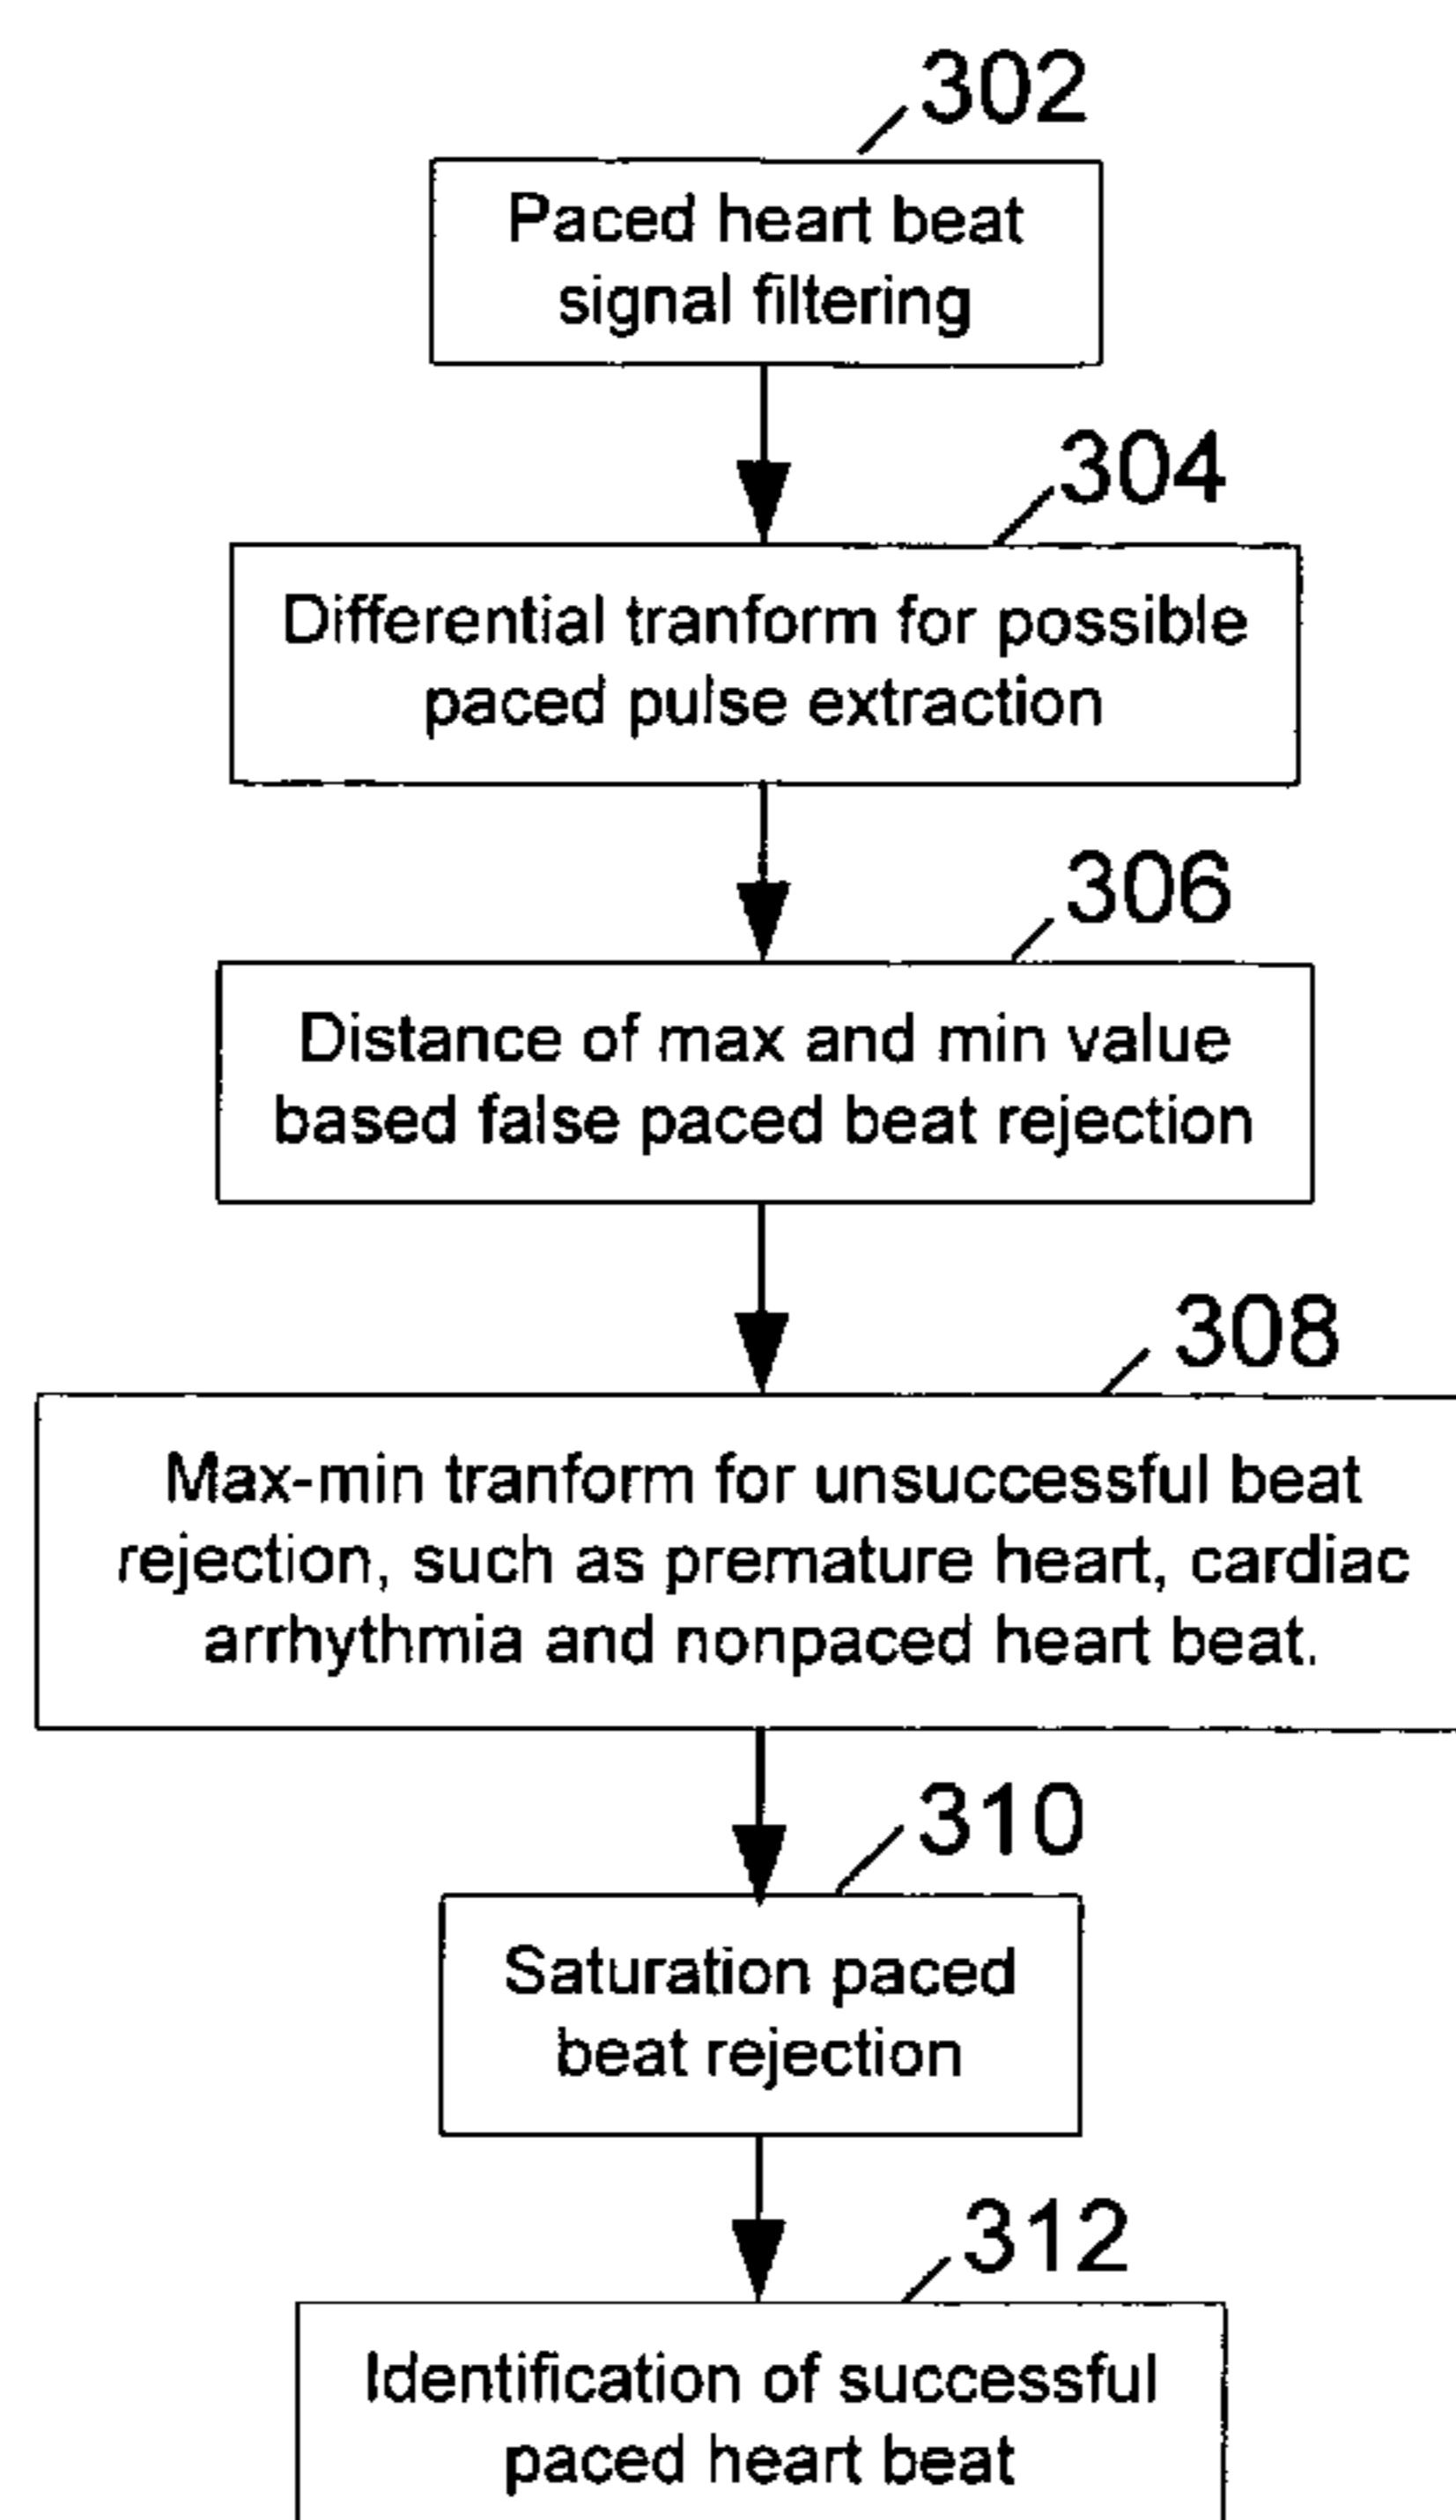 302
Paced heart beat
signal filtering
304
Differential tranform for possible
paced pulse extraction
306
Distance of max and min value
based false paced beat rejection
308
Max-min tranform for unsuccessful beat
rejection, such as premature heart, cardiac
arrhythmia and nonpaced heart beat.
310
Saturation paced
beat rejection
312
Identification of successful
paced heart beat